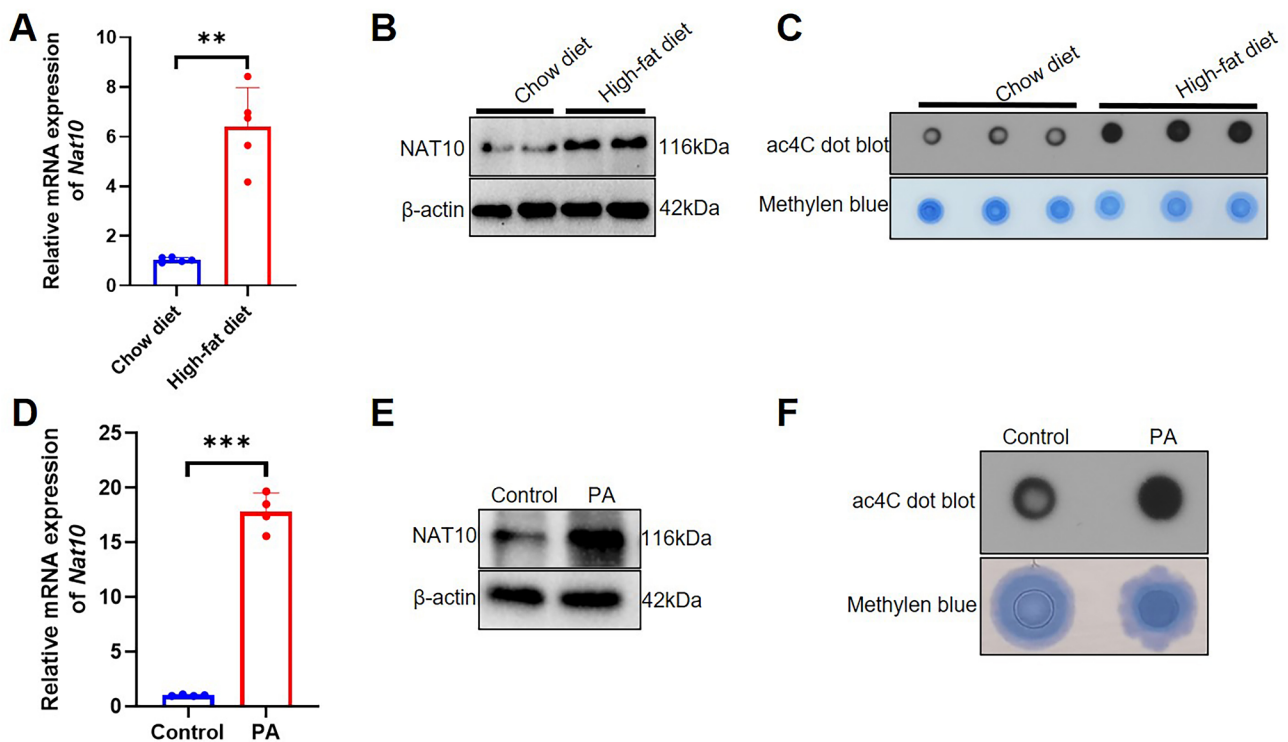 A
Relative mRNA expression
of Nat10
10
8
6
4
2
0
**
Chow diet
High-fat diet
B
Chow diet
High-fat diet
NAT10
116kDa
β-actin
42kDa
C
Chow diet
High-fat diet
ac4C dot blot
Methylen blue
D
Relative mRNA expression
of Nat10
25
20
15
10
5
0
***
Control
PA
E
Control
PA
NAT10
116kDa
β-actin
42kDa
F
Control
PA
ac4C dot blot
Methylen blue